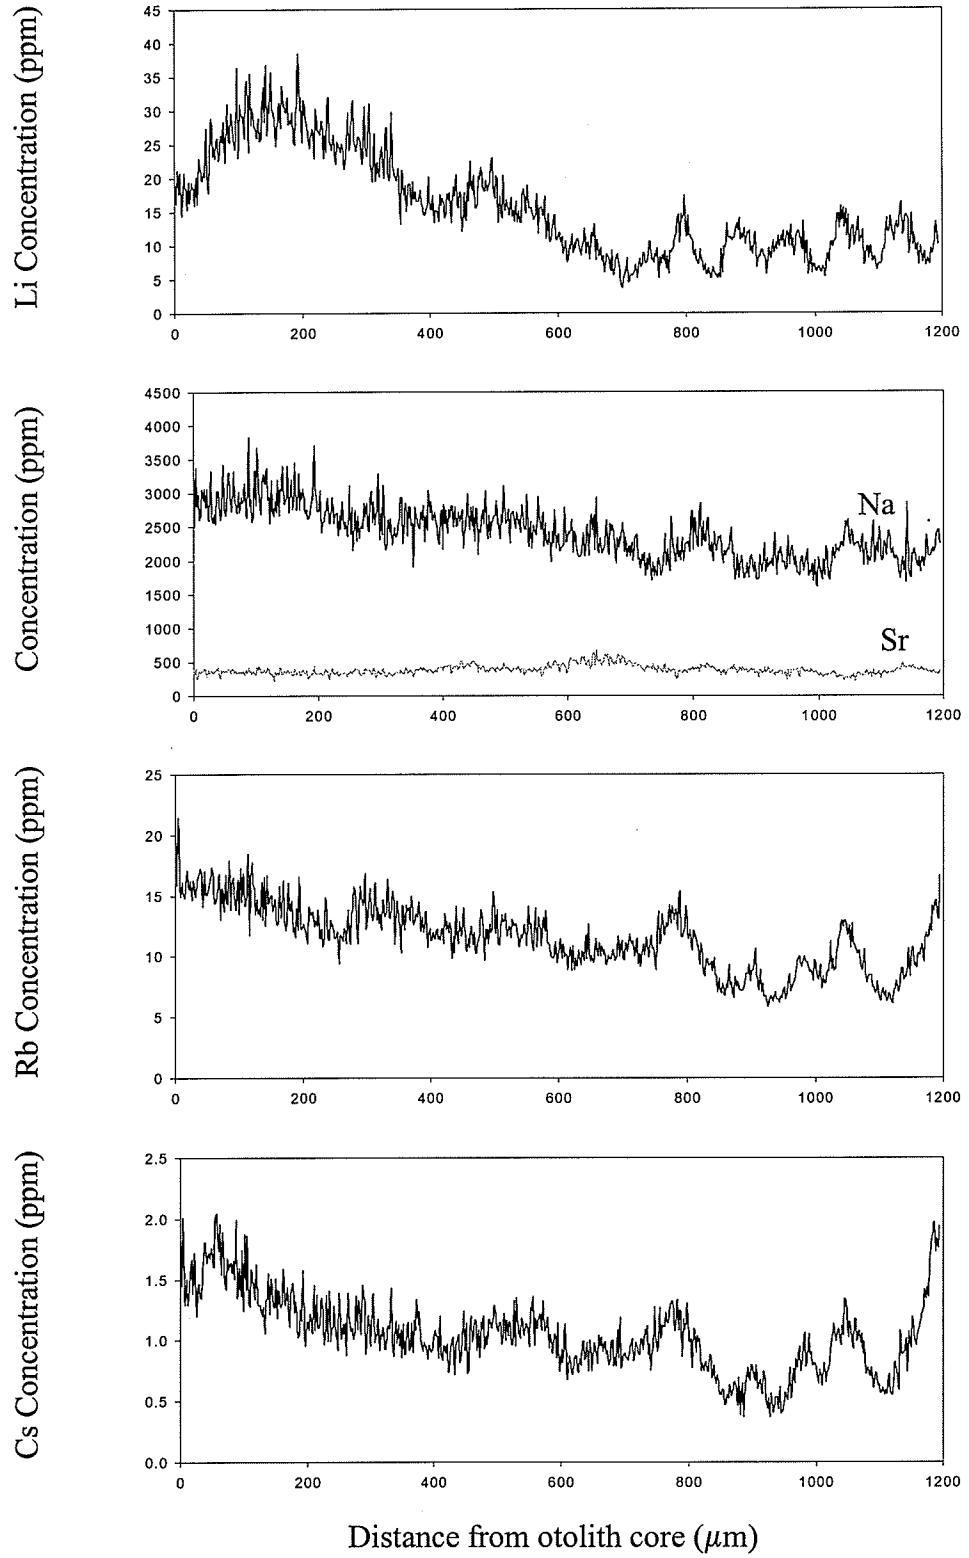 Li Concentration (ppm)
45
40
35
30
25
20
15
10
5
0
0 200 400 600 800 1000 1200
Concentration (ppm)
4500
4000
3500
3000
2500
2000
1500
1000
500
0
Na
Sr
0 200 400 600 800 1000 1200
Rb Concentration (ppm)
25
20
15
10
5
0
0 200 400 600 800 1000 1200
Cs Concentration (ppm)
2.5
2.0
1.5
1.0
0.5
0.0
0 200 400 600 800 1000 1200
Distance from otolith core (µm)